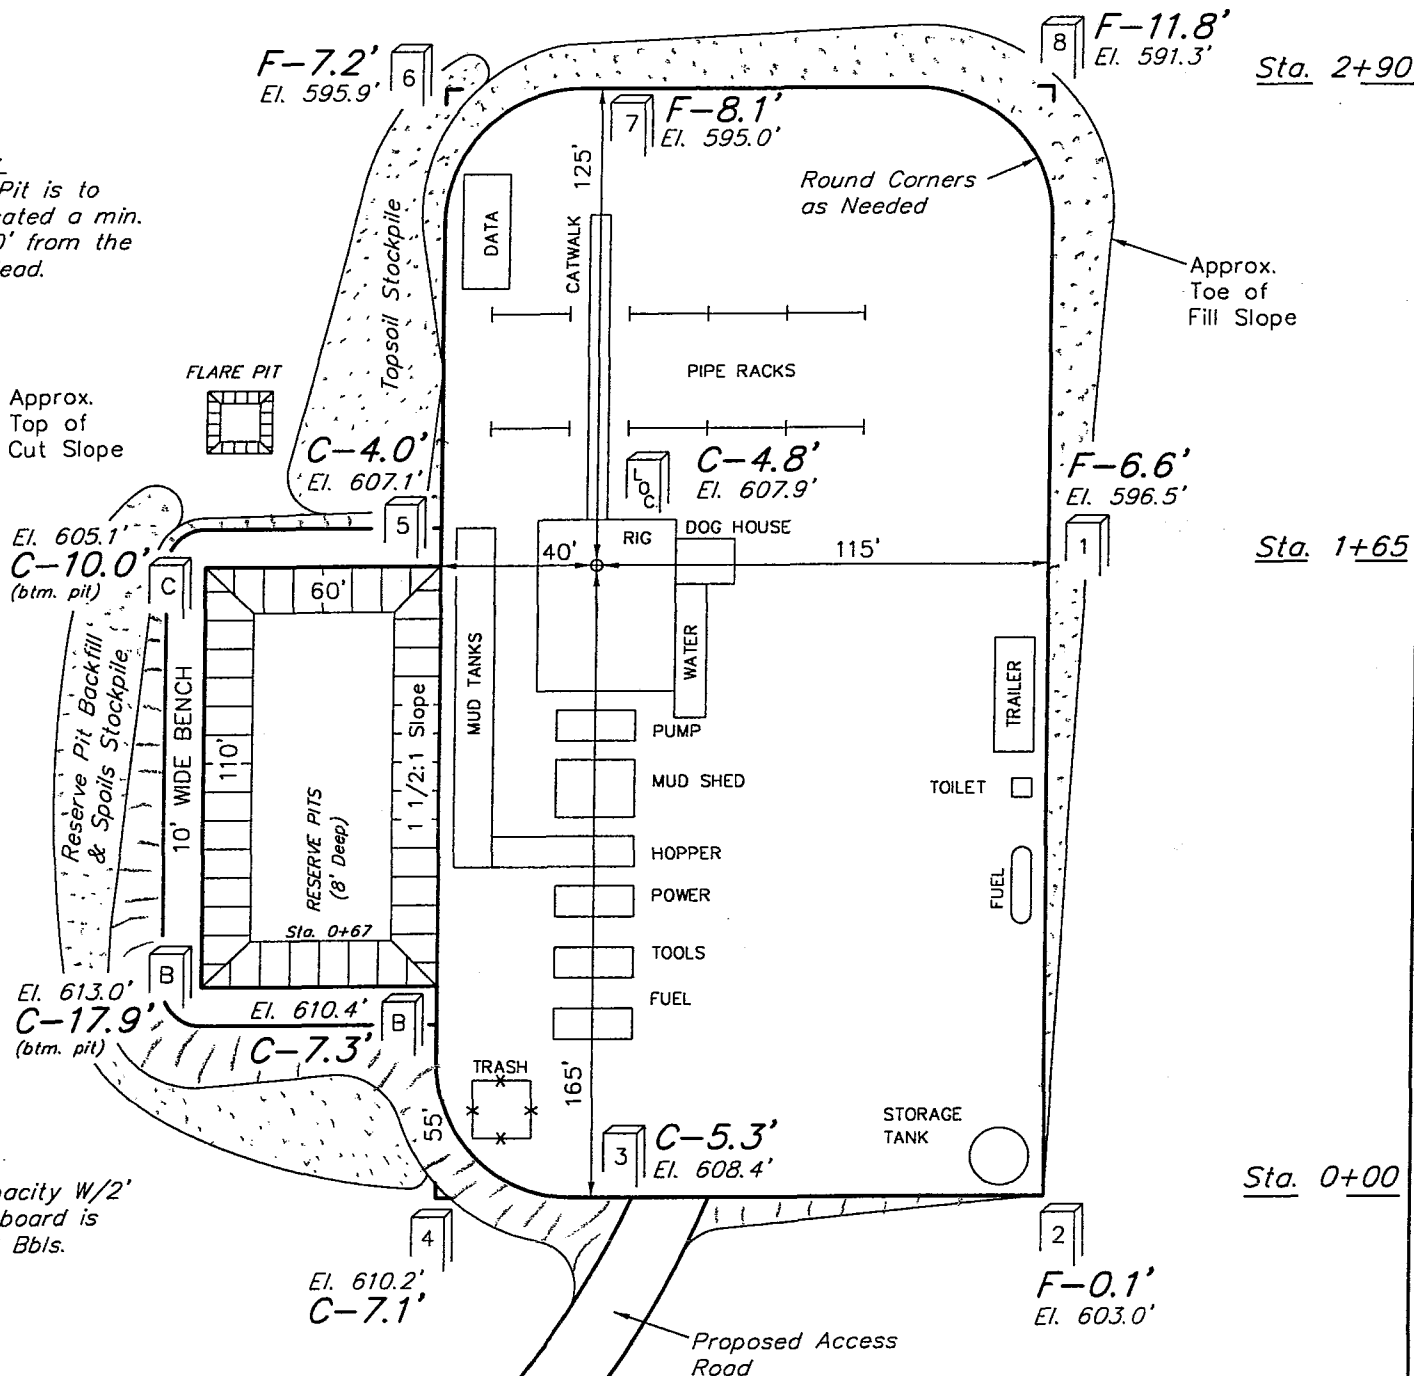 F-7.2'
El. 595.9'
6
8
F-11.8'
El. 591.3'
Sta. 2+90
7
F-8.1'
El. 595.0'
125'
Pit is to
a min.
from the
Round Corners
as Needed
DATA
CATWALK
Topsoil Stockpile
Approx.
Toe of
Fill Slope
FLARE PIT
Approx.
Top of
Cut Slope
PIPE RACKS
C-4.0'
El. 607.1'
5
LOC.
C-4.8'
El. 607.9'
F-6.6'
El. 596.5'
1
Sta. 1+65
El. 605.1'
C-10.0'
(btm. pit)
C
RIG
DOG HOUSE
40'
115'
60'
MUD TANKS
WATER
TRAILER
Reserve Pit Backfill
& Spoils Stockpile
10' WIDE BENCH
110'
1 1/2:1 Slope
RESERVE PITS
(8' Deep)
Sta. 0+67
PUMP
MUD SHED
TOILET
HOPPER
POWER
FUEL
TOOLS
FUEL
B
El. 613.0'
C-17.9'
(btm. pit)
El. 610.4'
C-7.3'
B
TRASH
165'
55'
3
C-5.3'
El. 608.4'
STORAGE
TANK
Sta. 0+00
W/2'
is
Bbls.
4
El. 610.2'
C-7.1'
2
F-0.1'
El. 603.0'
Proposed Access
Road